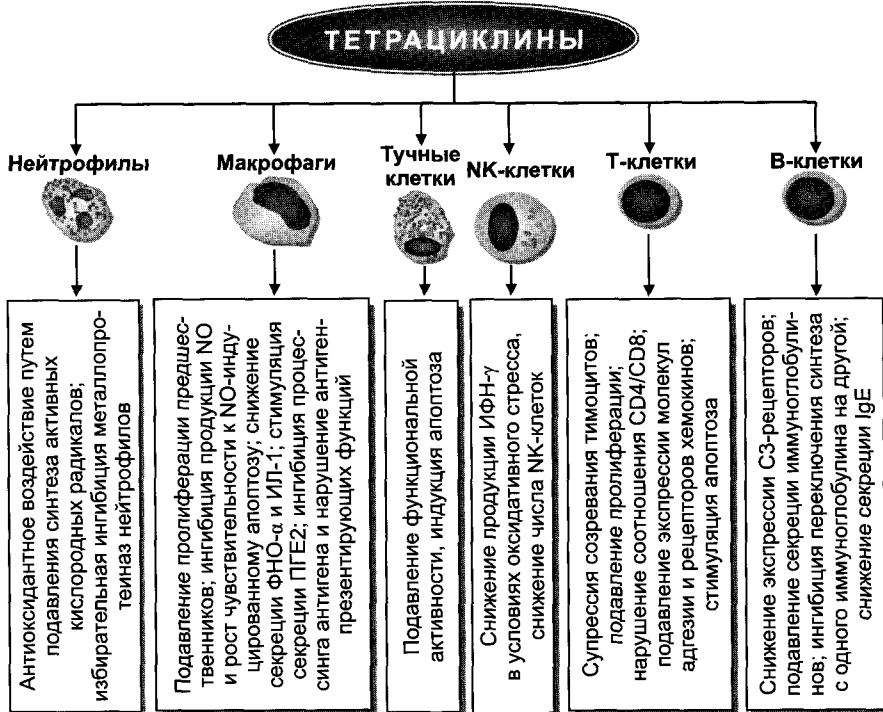 ТЕТРАЦИКЛИНЫ
Нейтрофилы
Макрофаги
Тучные
клетки
NK-клетки
Т-клетки
В-клетки
Антиоксидантное воздействие путем
подавления синтеза активных
кислородных радикалов;
избирательная ингибиция металлопро-
теиназ нейтрофилов
Подавление пролиферации предшес-
твенников; ингибиция продукции NO
и рост чувствительности к NO-инду-
цированному апоптозу; снижение
секреции ФНО-α и ИЛ-1; стимуляция
секреции ПГЕ2; ингибиция процес-
синга антигена и нарушение антиген-
презентирующих функций
Подавление функциональной
активности, индукция апоптоза
Снижение продукции ИФН-γ
в условиях оксидативного стресса,
снижение числа NK-клеток
Супрессия созревания тимоцитов;
подавление пролиферации;
нарушение соотношения CD4/CD8;
подавление экспрессии молекул
адгезии и рецепторов хемокинов;
стимуляция апоптоза
Снижение экспрессии С3-рецепторов;
подавление секреции иммуноглобули-
нов; ингибиция переключения синтеза
с одного иммуноглобулина на другой;
снижение секреции IgE